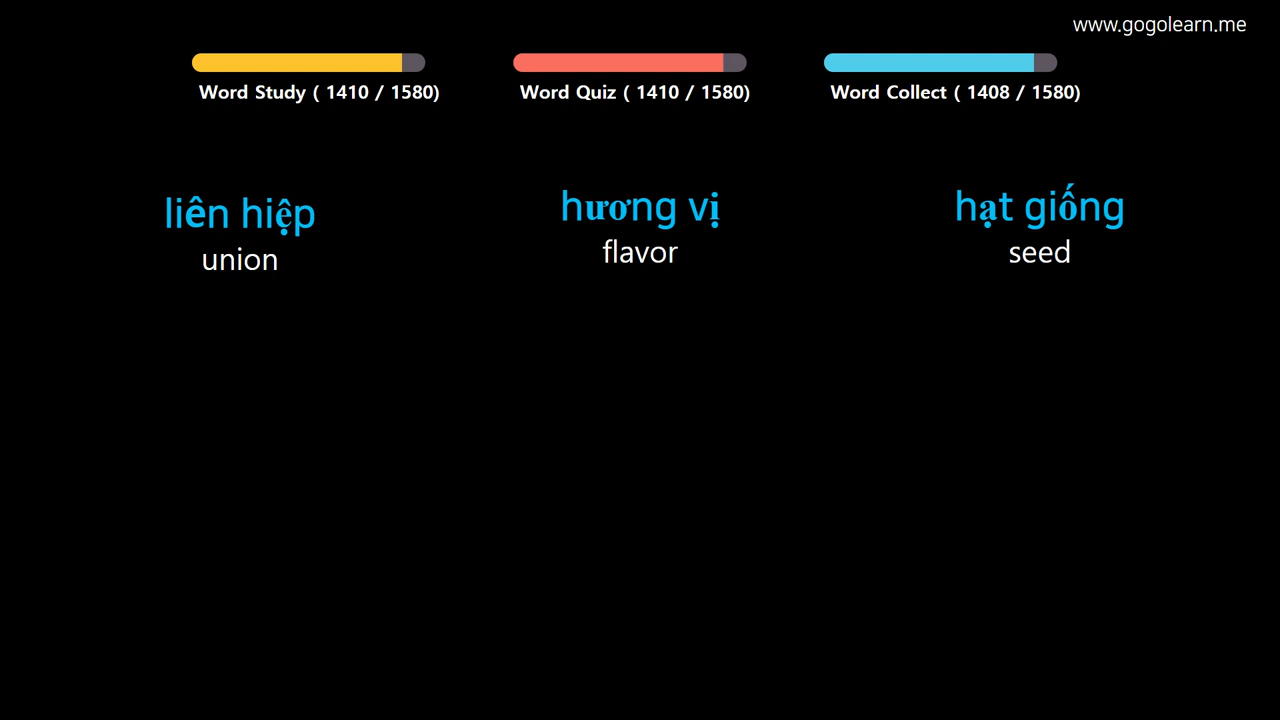 www.gogolearn.me
Word Study ( 1410 / 1580)
Word Quiz ( 1410 / 1580)
Word Collect ( 1408 / 1580)
liên hiệp
union
hương vị
flavor
hạt giống
seed